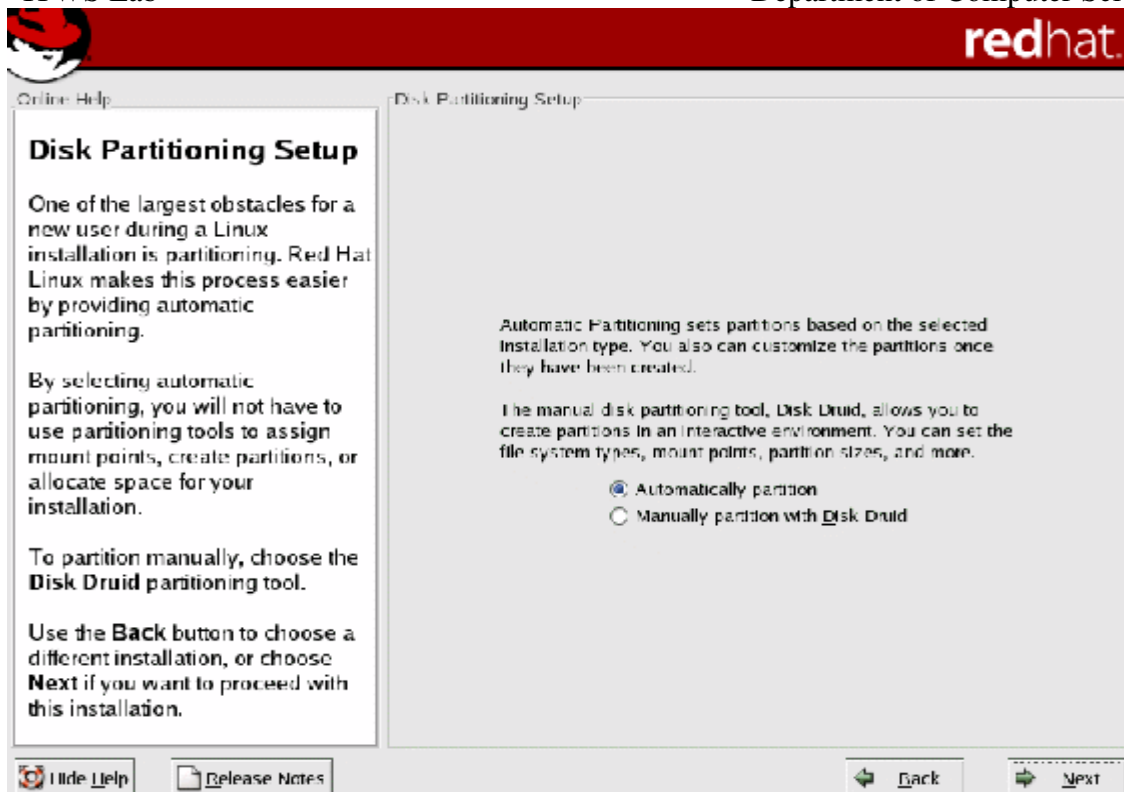 Lab
Department of Computer
redhat.
Online Help
Disk Partitioning Setup
Disk Partitioning Setup
One of the largest obstacles for a
new user during a Linux
installation is partitioning. Red Hat
Linux makes this process easier
by providing automatic
partitioning.
By selecting automatic
partitioning, you will not have to
use partitioning tools to assign
mount points, create partitions, or
allocate space for your
installation.
To partition manually, choose the
Disk Druid partitioning tool.
Use the Back button to choose a
different installation, or choose
Next if you want to proceed with
this installation.
Automatic Partitioning sets partitions based on the selected
installation type. You also can customize the partitions once
they have been created.
The manual disk partitioning tool, Disk Druid, allows you to
create partitions in an interactive environment. You can set the
file system types, mount points, partition sizes, and more.
Automatically partition
Manually partition with Disk Druid
Hide Help
Release Notes
Back
Next